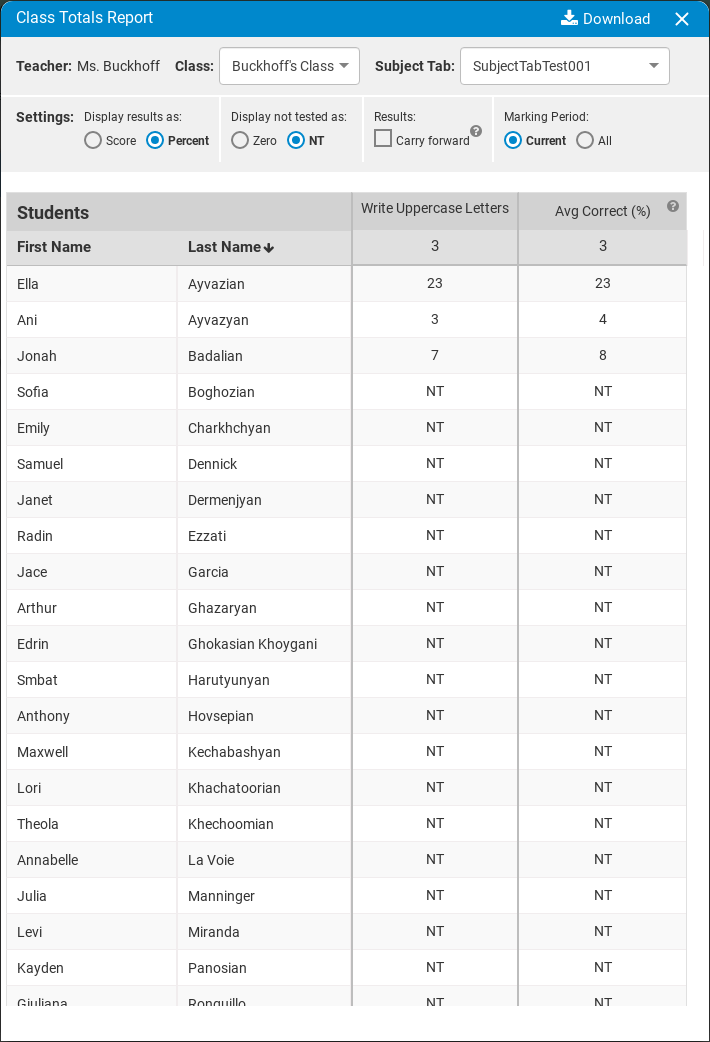 Class Totals Report Download
Teacher: Ms. Buckhoff Class: Buckhoff's Class Subject Tab: SubjectTabTest001
Settings: Display results as: Display not tested as: Results: Marking Period:
Score Percent Zero NT Carry forward ? Current All
Students Write Uppercase Letters Avg Correct (%) ?
First Name Last Name 3 3
Ella Ayvazian 23 23
Ani Ayvazyan 3 4
Jonah Badalian 7 8
Sofia Boghozian NT NT
Emily Charkhchyan NT NT
Samuel Dennick NT NT
Janet Dermenjyan NT NT
Radin Ezzati NT NT
Jace Garcia NT NT
Arthur Ghazaryan NT NT
Edrin Ghokasian Khoygani NT NT
Smbat Harutyunyan NT NT
Anthony Hovsepian NT NT
Maxwell Kechabashyan NT NT
Lori Khachatoorian NT NT
Theola Khechoomian NT NT
Annabelle La Voie NT NT
Julia Manninger NT NT
Levi Miranda NT NT
Kayden Panosian NT NT
Giuliana Ronquillo NT NT